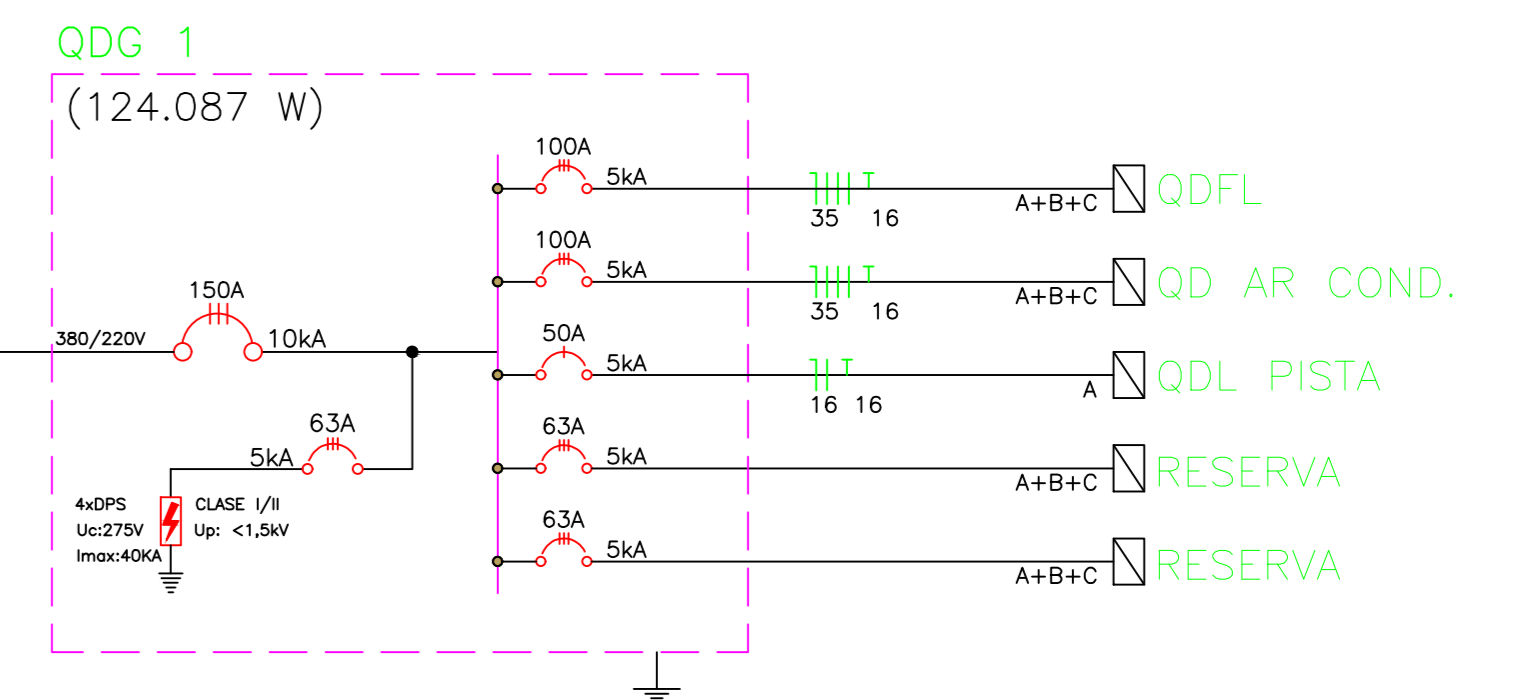 QDG 1
(124.087 W)
380/220V
150A
10kA
63A
5kA
4xDPS
Uc:275V
Imax:40KA
CLASE I/II
Up: <1,5kV
100A
5kA
35 16
A+B+C
QDFL
100A
5kA
35 16
A+B+C
QD AR COND.
50A
5kA
16 16
A
QDL PISTA
63A
5kA
A+B+C
RESERVA
63A
5kA
A+B+C
RESERVA